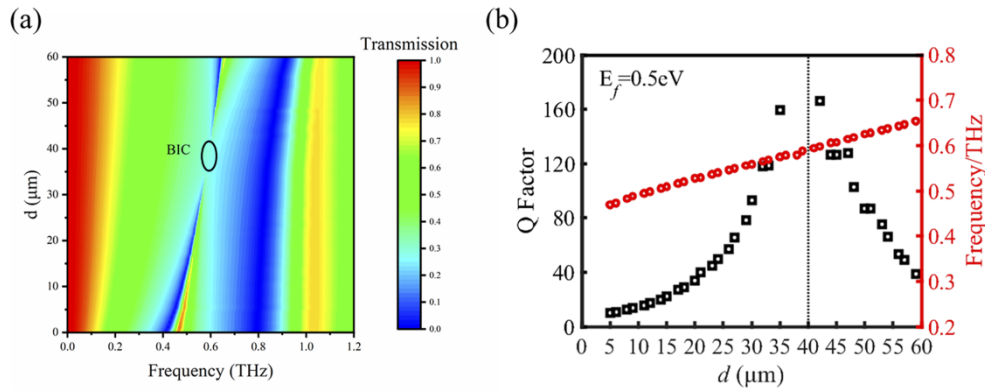 (a)
Transmission
60
50
40
30
20
10
0
d (μm)
BIC
0.0 0.2 0.4 0.6 0.8 1.0 1.2
Frequency (THz)
1.0
0.9
0.8
0.7
0.6
0.5
0.4
0.3
0.2
0.1
0.0
(b)
E_f=0.5eV
200
160
120
80
40
0
Q Factor
0 5 10 15 20 25 30 35 40 45 50 55 60
d (μm)
0.8
0.7
0.6
0.5
0.4
0.3
0.2
Frequency/THz